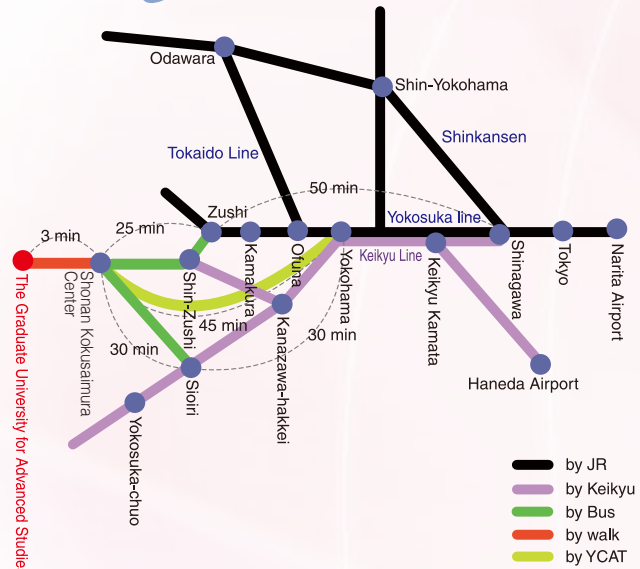 Odawara
Shin-Yokohama
Tokaido Line
Shinkansen
50 min
Zushi
25 min
3 min
Yokosuka line
Keikyu Line
Kamakura
Ofuna
Yokohama
Keikyu Kamata
Shinagawa
Tokyo
Narita Airport
The Graduate University for Advanced Studie
Shonan Kokusaimura
Center
Shin-Zushi
45 min
30 min
30 min
Kanazawa-hakkei
Sioiri
Haneda Airport
Yokosuka-chuo
by JR
by Keikyu
by Bus
by walk
by YCAT